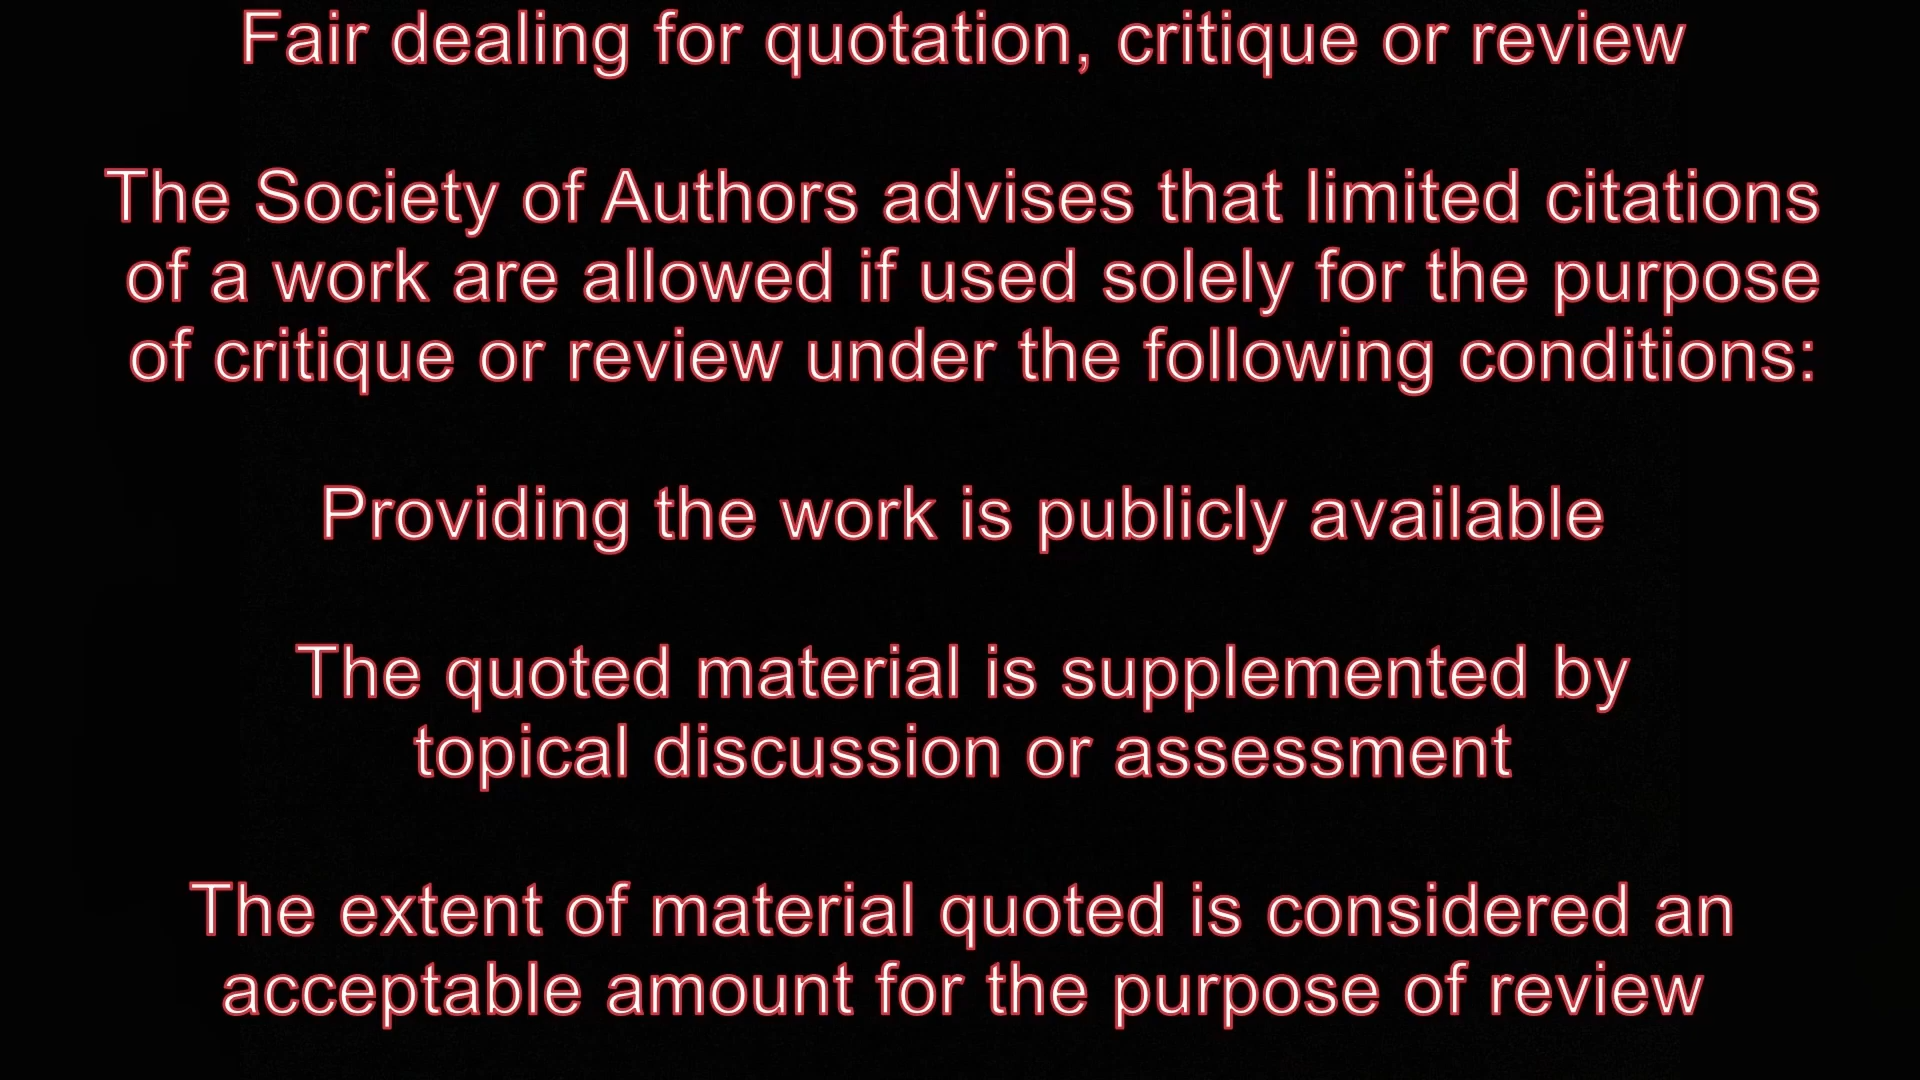 Fair dealing for quotation, critique or review
The Society of Authors advises that limited citations
of a work are allowed if used solely for the purpose
of critique or review under the following conditions:
Providing the work is publicly available
The quoted material is supplemented by
topical discussion or assessment
The extent of material quoted is considered an
acceptable amount for the purpose of review